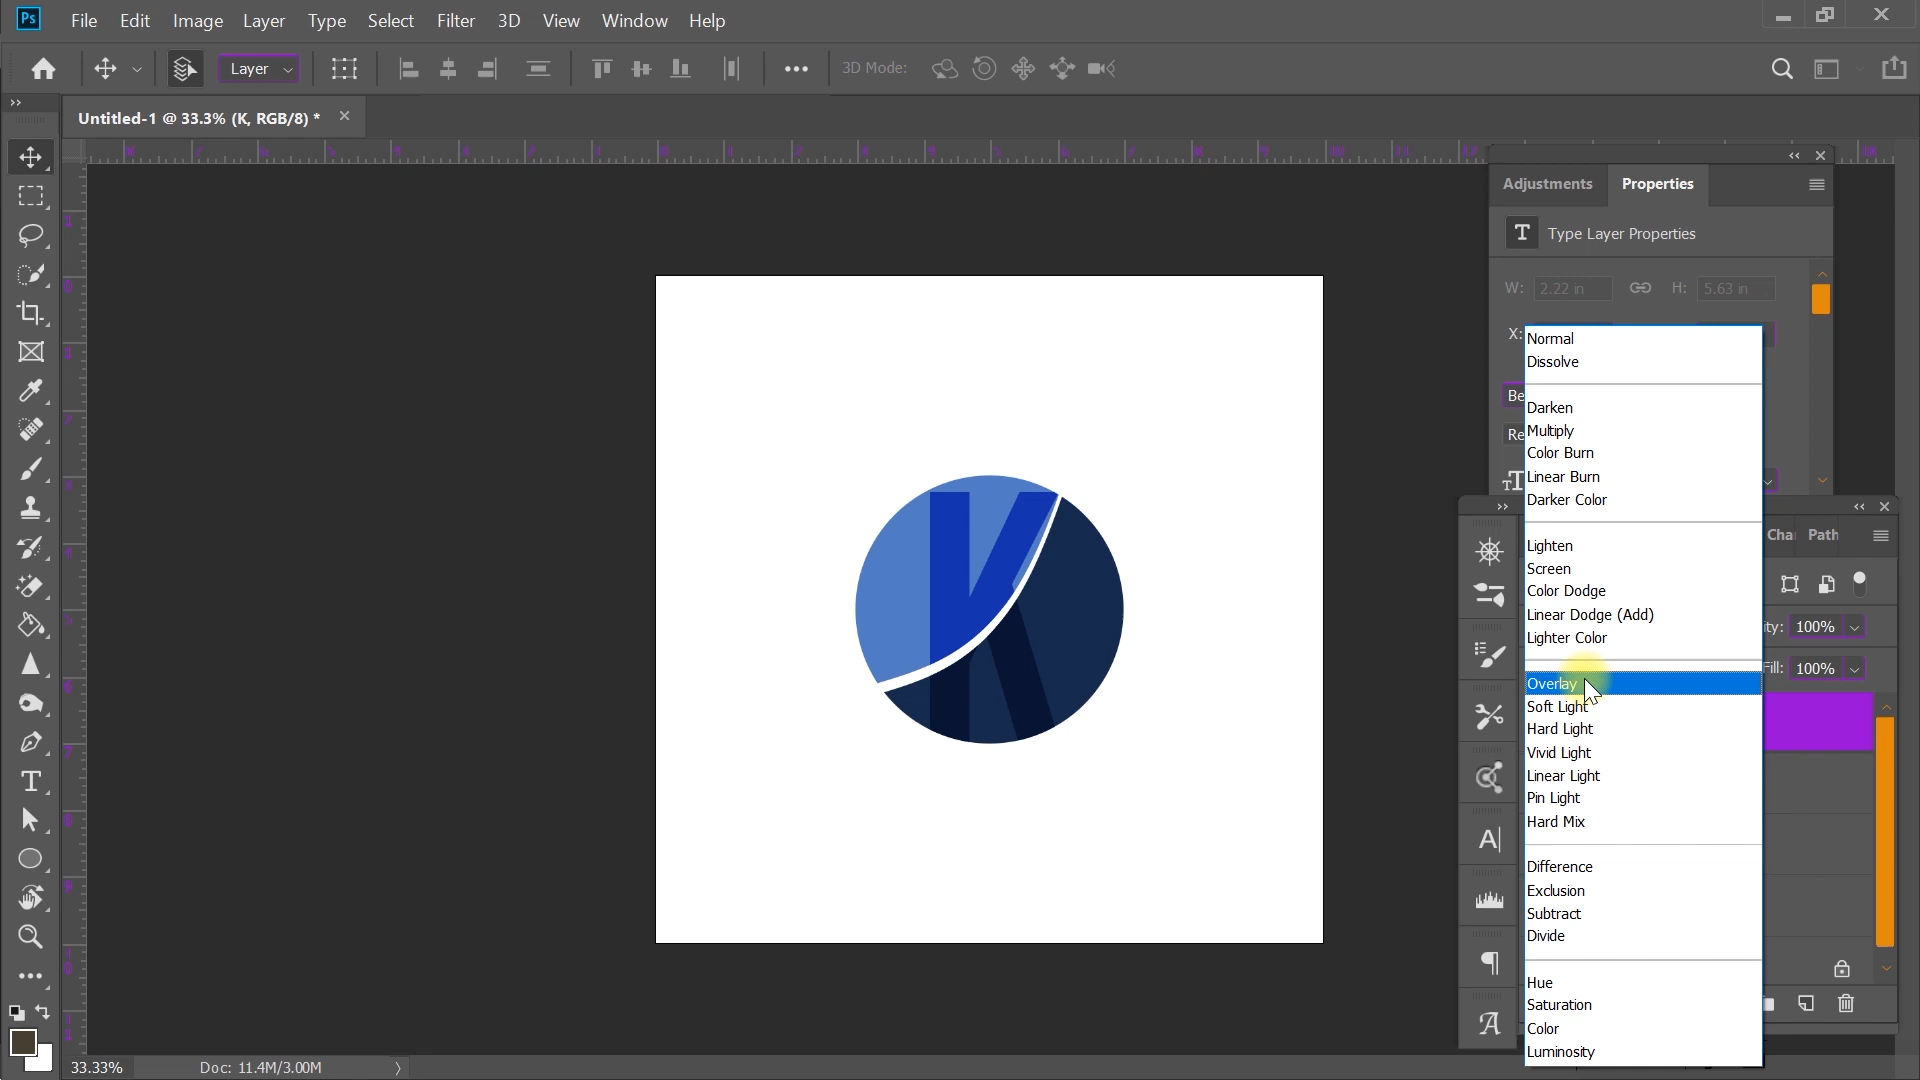 Ps File Edit Image Layer Type Select Filter 3D View Window Help
Layer 3D Mode:
Untitled-1 @ 33.3% (K, RGB/8) *
Adjustments Properties
T Type Layer Properties
W: 2.22 in H: 5.63 in
X:
Be
Re
Normal
Dissolve
Darken
Multiply
Color Burn
Linear Burn
Darker Color
Lighten
Screen
Color Dodge
Linear Dodge (Add)
Lighter Color
Overlay
Soft Light
Hard Light
Vivid Light
Linear Light
Pin Light
Hard Mix
Difference
Exclusion
Subtract
Divide
Hue
Saturation
Color
Luminosity
Cha Path
ity: 100%
Fill: 100%
K
33.33% Doc: 11.4M/3.00M